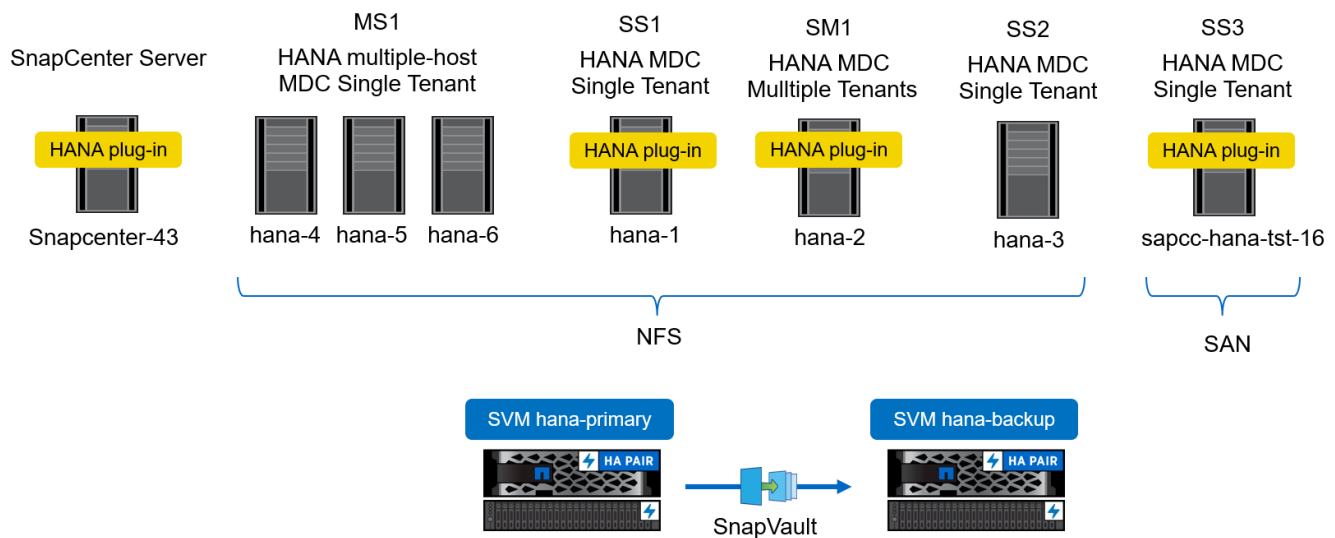 SnapCenter Server
MS1
HANA multiple-host
MDC Single Tenant
SS1
HANA MDC
Single Tenant
SM1
HANA MDC
Mulltiple Tenants
SS2
HANA MDC
Single Tenant
SS3
HANA MDC
Single Tenant
HANA plug-in
HANA plug-in
HANA plug-in
HANA plug-in
Snapcenter-43
hana-4
hana-5
hana-6
hana-1
hana-2
hana-3
sapcc-hana-tst-16
NFS
SAN
SVM hana-primary
SVM hana-backup
HA PAIR
HA PAIR
SnapVault